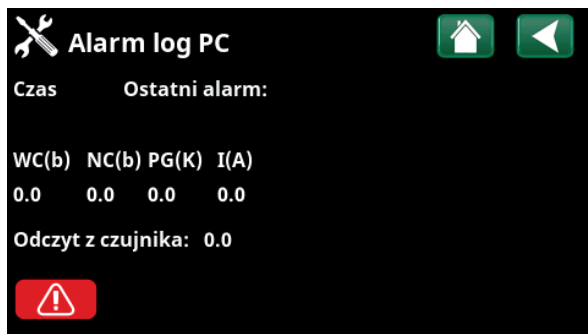 Alarm log PC
Czas Ostatni alarm:
WC(b) NC(b) PG(K) I(A)
0.0 0.0 0.0 0.0
Odczyt z czujnika: 0.0